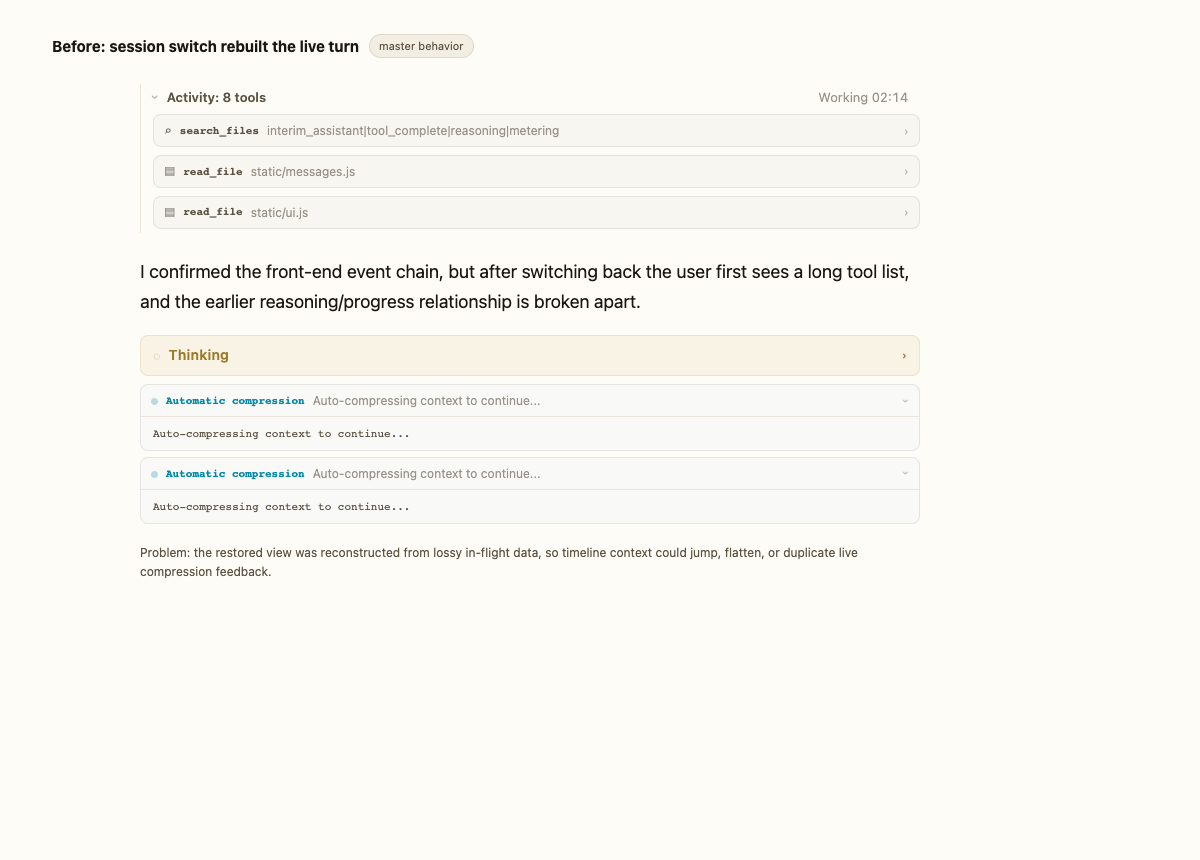 Before: session switch rebuilt the live turn master behavior
Activity: 8 tools Working 02:14
search_files interim_assistant|tool_complete|reasoning|metering
read_file static/messages.js
read_file static/ui.js
I confirmed the front-end event chain, but after switching back the user first sees a long tool list,
and the earlier reasoning/progress relationship is broken apart.
Thinking
Automatic compression Auto-compressing context to continue...
Auto-compressing context to continue...
Automatic compression Auto-compressing context to continue...
Auto-compressing context to continue...
Problem: the restored view was reconstructed from lossy in-flight data, so timeline context could jump, flatten, or duplicate live
compression feedback.